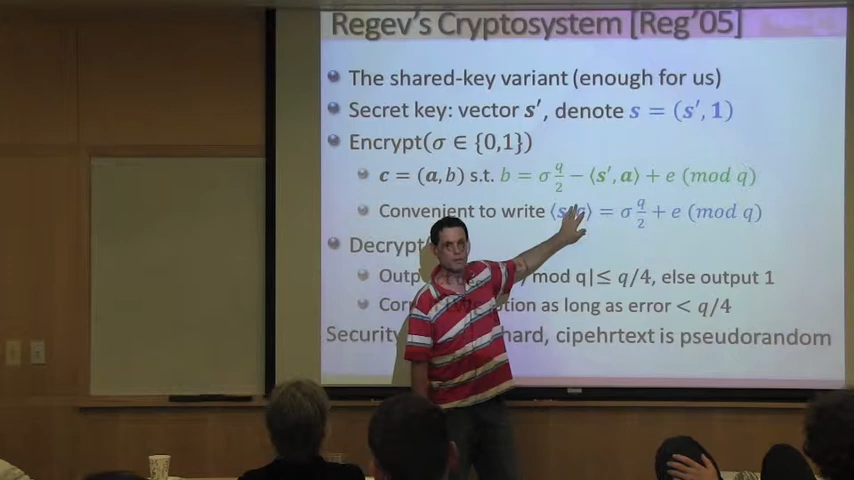 Regev's Cryptosystem [Reg'05]
The shared-key variant (enough for us)
Secret key: vector s′, denote s = (s′, 1)
Encrypt(σ ∈ {0,1})
c = (a, b) s.t. b = σ q/2 − ⟨s′, a⟩ + e (mod q)
Convenient to write ⟨s, c⟩ = σ q/2 + e (mod q)
Decrypt
mod q| ≤ q/4, else output 1
as long as error < q/4
Security hard, cipehrtext is pseudorandom